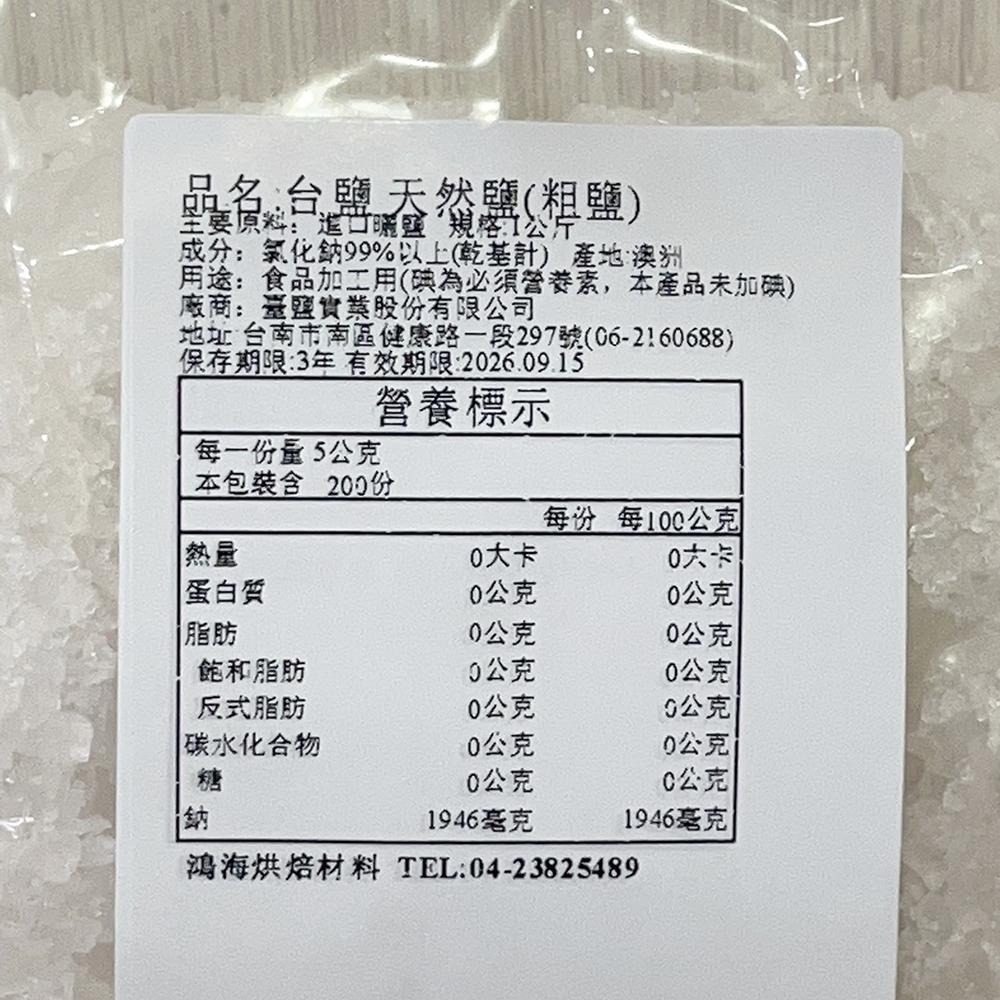 品名:台鹽 天然鹽(粗鹽)
主要原料：進口曬鹽 規格:1公斤
成分：氯化鈉99%以上(乾基計) 產地:澳洲
用途：食品加工用(碘為必須營養素，本產品未加碘)
廠商：臺鹽實業股份有限公司
地址:台南市南區健康路一段297號(06-2160688)
保存期限:3年 有效期限:2026.09.15
營養標示
每一份量 5公克
本包裝含 200份
每份 每100公克
熱量 0大卡 0大卡
蛋白質 0公克 0公克
脂肪 0公克 0公克
飽和脂肪 0公克 0公克
反式脂肪 0公克 0公克
碳水化合物 0公克 0公克
糖 0公克 0公克
鈉 1946毫克 1946毫克
鴻海烘焙材料 TEL:04-23825489